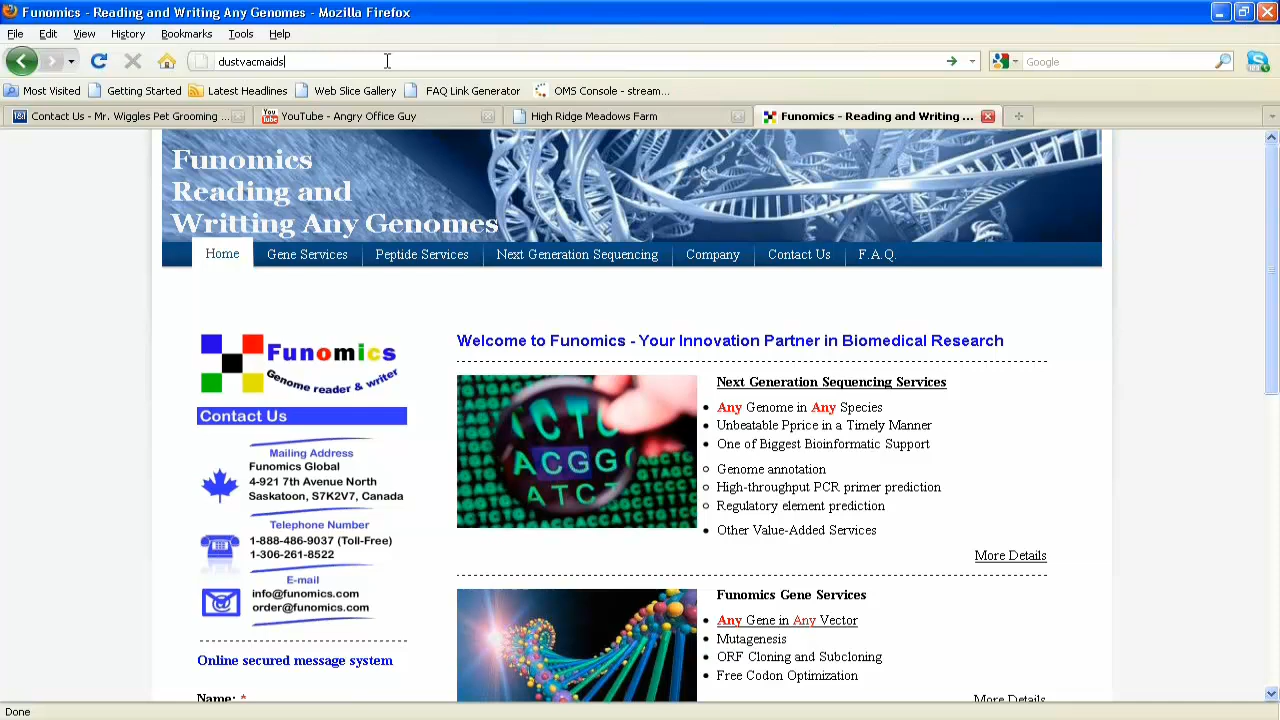 Funomics - Reading and Writing Any Genomes - Mozilla Firefox
File Edit View History Bookmarks Tools Help
dustvacmaids
Google
Most Visited Getting Started Latest Headlines Web Slice Gallery FAQ Link Generator OMS Console - stream...
Contact Us - Mr. Wiggles Pet Grooming ... You Tube - Angry Office Guy High Ridge Meadows Farm Funomics - Reading and Writing ...
Funomics
Reading and
Writting Any Genomes
Home Gene Services Peptide Services Next Generation Sequencing Company Contact Us F.A.Q.
Funomics
Genome reader & writer
Contact Us
Mailing Address
Funomics Global
4-921 7th Avenue North
Saskatoon, S7K2V7, Canada
Telephone Number
1-888-486-9037 (Toll-Free)
1-306-261-8522
E-mail
info@funomics.com
order@funomics.com
Online secured message system
Name: *
Welcome to Funomics - Your Innovation Partner in Biomedical Research
Next Generation Sequencing Services
Any Genome in Any Species
Unbeatable Pprice in a Timely Manner
One of Biggest Bioinformatic Support
Genome annotation
High-throughput PCR primer prediction
Regulatory element prediction
Other Value-Added Services
More Details
Funomics Gene Services
Any Gene in Any Vector
Mutagenesis
ORF Cloning and Subcloning
Free Codon Optimization
More Details
Done